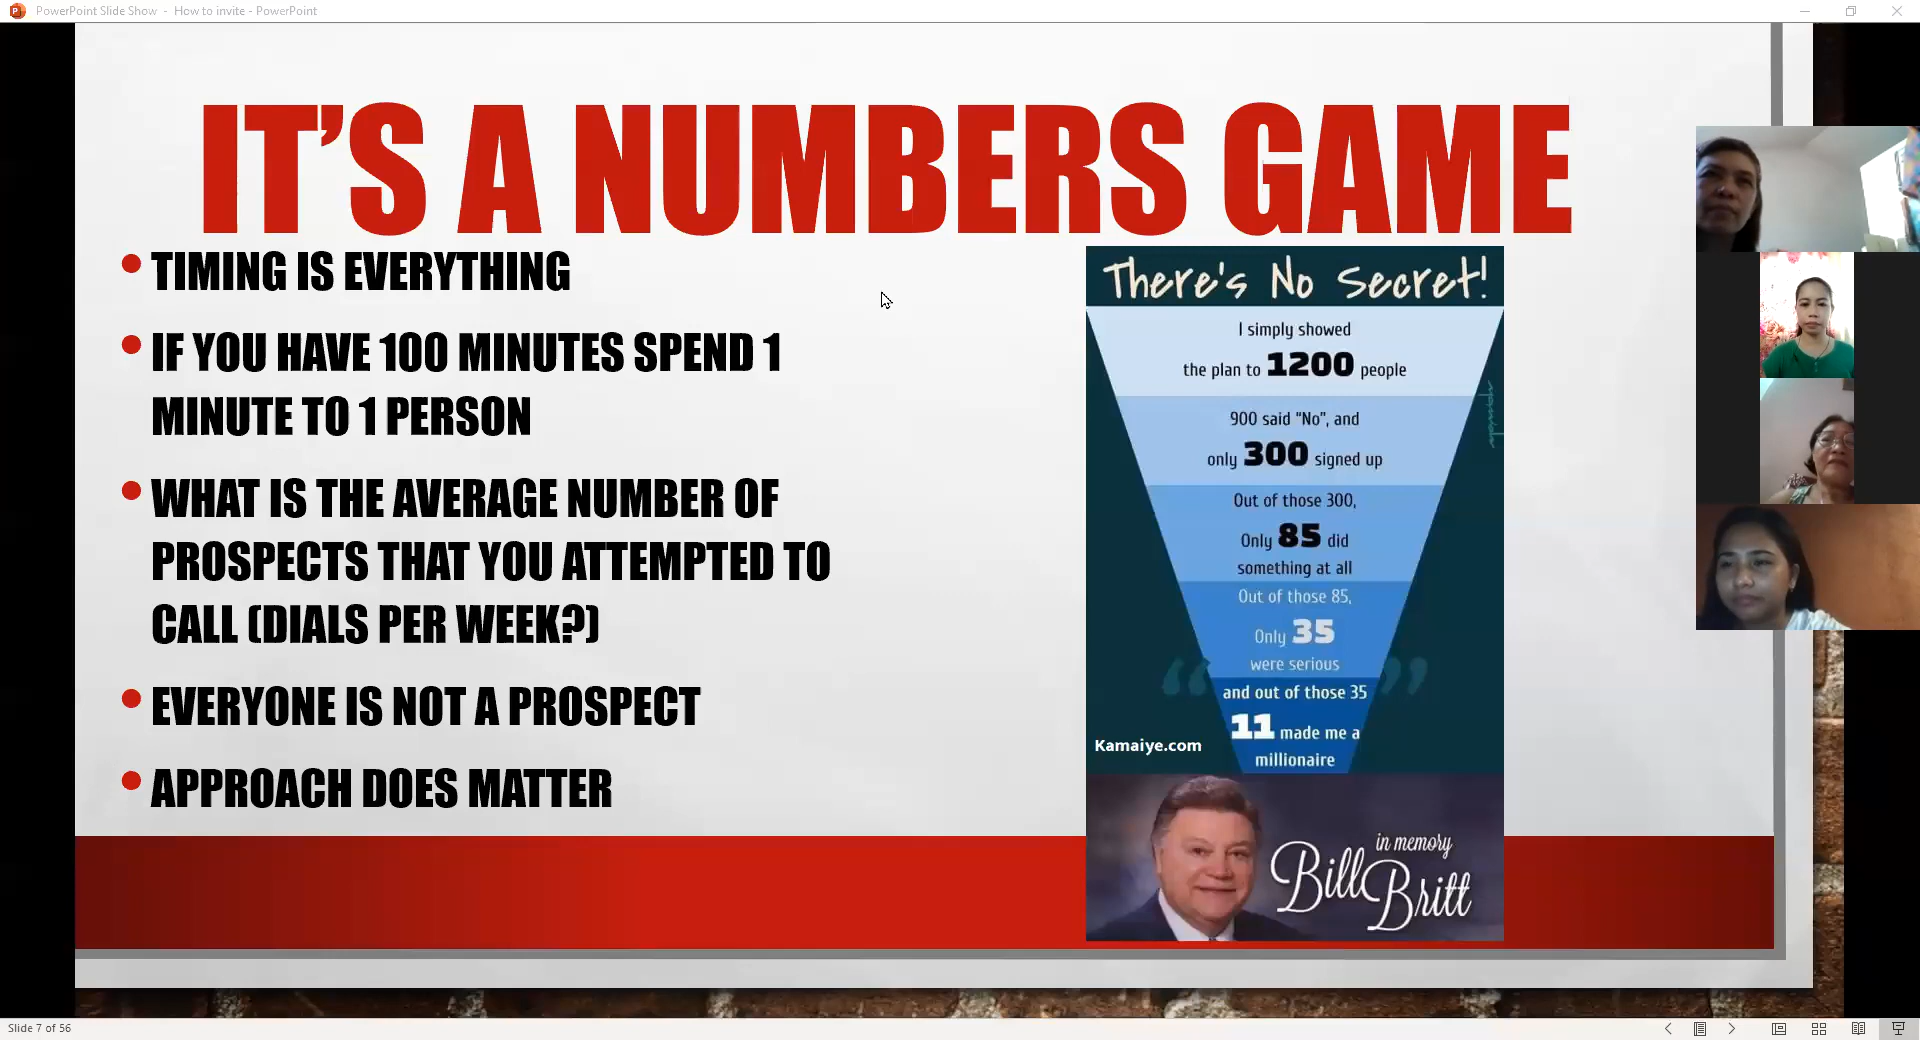 PowerPoint Slide Show - How to invite - PowerPoint
IT'S A NUMBERS GAME
TIMING IS EVERYTHING
IF YOU HAVE 100 MINUTES SPEND 1
MINUTE TO 1 PERSON
WHAT IS THE AVERAGE NUMBER OF
PROSPECTS THAT YOU ATTEMPTED TO
CALL (DIALS PER WEEK?)
EVERYONE IS NOT A PROSPECT
APPROACH DOES MATTER
There's No Secret!
I simply showed
the plan to 1200 people
900 said "No", and
only 300 signed up
Out of those 300,
Only 85 did
something at all
Out of those 85,
Only 35
were serious
and out of those 35
11 made me a
millionaire
Kamaiye.com
in memory
Bill Britt
Slide 7 of 56